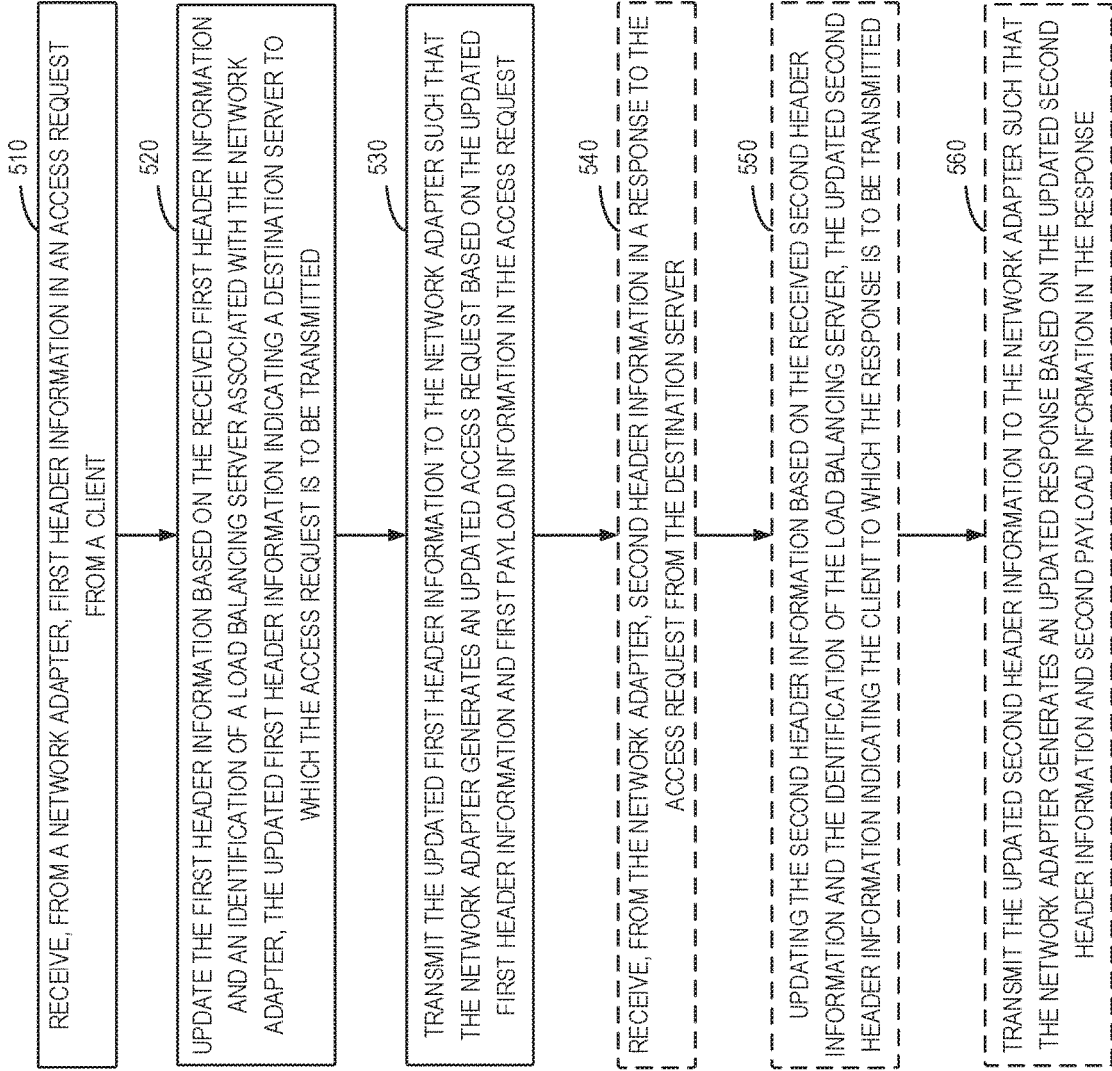 510
RECEIVE, FROM A NETWORK ADAPTER, FIRST HEADER INFORMATION IN AN ACCESS REQUEST
FROM A CLIENT
520
UPDATE THE FIRST HEADER INFORMATION BASED ON THE RECEIVED FIRST HEADER INFORMATION
AND AN IDENTIFICATION OF A LOAD BALANCING SERVER ASSOCIATED WITH THE NETWORK
ADAPTER, THE UPDATED FIRST HEADER INFORMATION INDICATING A DESTINATION SERVER TO
WHICH THE ACCESS REQUEST IS TO BE TRANSMITTED
530
TRANSMIT THE UPDATED FIRST HEADER INFORMATION TO THE NETWORK ADAPTER SUCH THAT
THE NETWORK ADAPTER GENERATES AN UPDATED ACCESS REQUEST BASED ON THE UPDATED
FIRST HEADER INFORMATION AND FIRST PAYLOAD INFORMATION IN THE ACCESS REQUEST
540
RECEIVE, FROM THE NETWORK ADAPTER, SECOND HEADER INFORMATION IN A RESPONSE TO THE
ACCESS REQUEST FROM THE DESTINATION SERVER
550
UPDATING THE SECOND HEADER INFORMATION BASED ON THE RECEIVED SECOND HEADER
INFORMATION AND THE IDENTIFICATION OF THE LOAD BALANCING SERVER, THE UPDATED SECOND
HEADER INFORMATION INDICATING THE CLIENT TO WHICH THE RESPONSE IS TO BE TRANSMITTED
560
TRANSMIT THE UPDATED SECOND HEADER INFORMATION TO THE NETWORK ADAPTER SUCH THAT
THE NETWORK ADAPTER GENERATES AN UPDATED RESPONSE BASED ON THE UPDATED SECOND
HEADER INFORMATION AND SECOND PAYLOAD INFORMATION IN THE RESPONSE